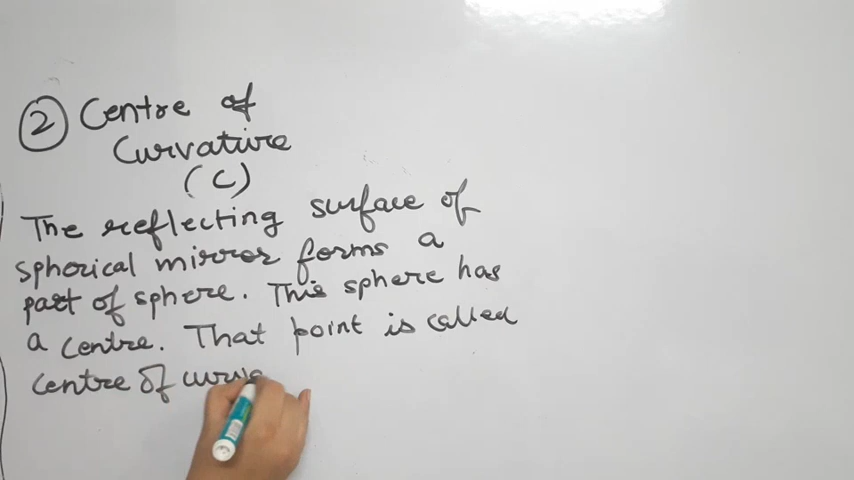 2 Centre of
Curvature
(C)
The reflecting surface of
spherical mirror forms a
part of sphere. This sphere has
a centre. That point is called
centre of curva